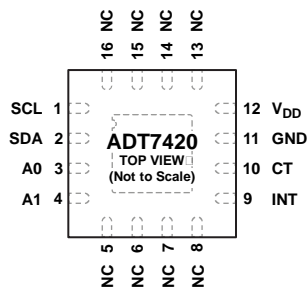 16 NC
15 NC
14 NC
13 NC
SCL 1
SDA 2
A0 3
A1 4
ADT7420
TOP VIEW
(Not to Scale)
12 VDD
11 GND
10 CT
9 INT
NC 5
NC 6
NC 7
NC 8